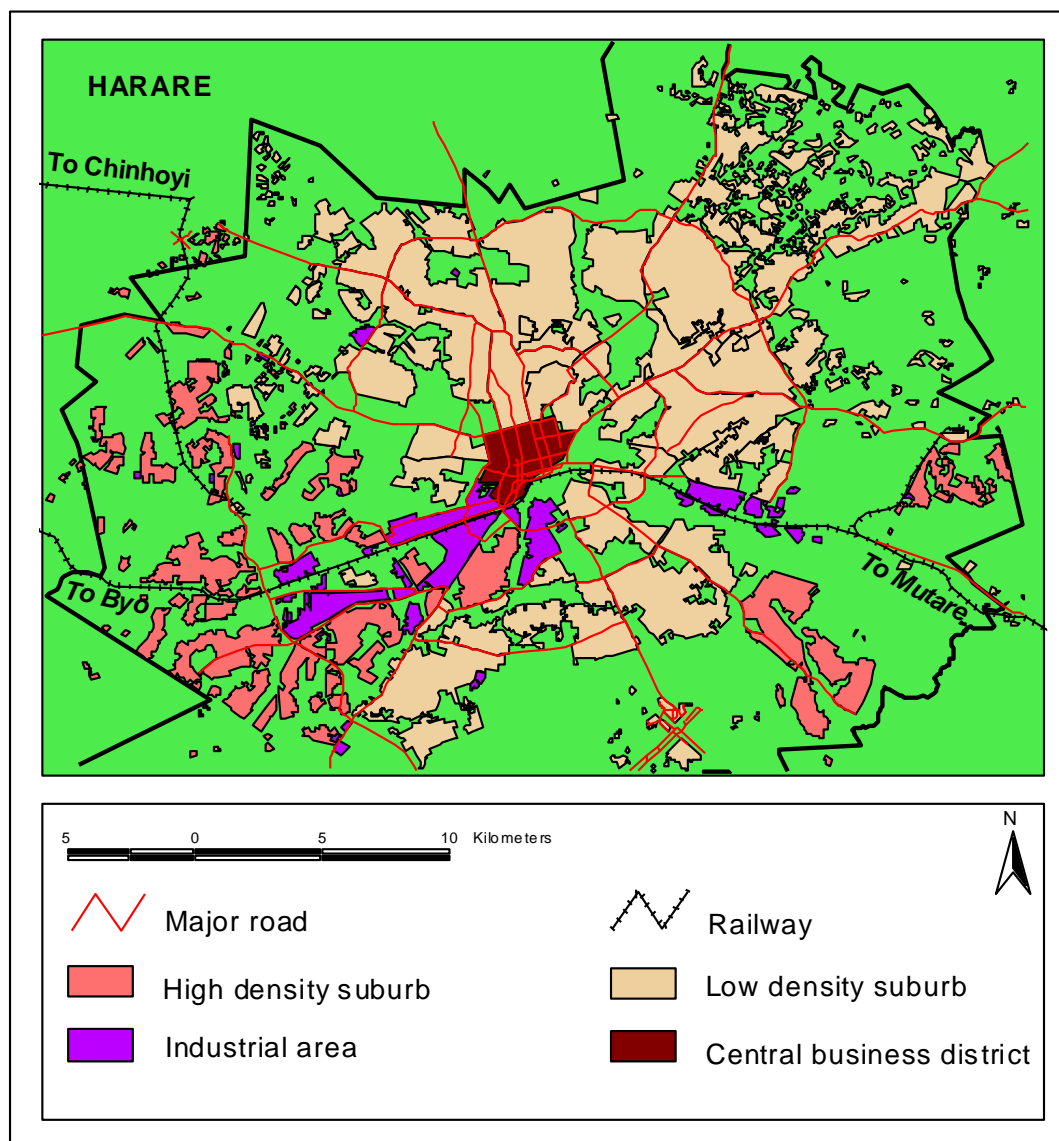 HARARE
To Chinhoyi
To Byo
To Mutare
5 0 5 10 Kilometers
N
Major road
Railway
High density suburb
Low density suburb
Industrial area
Central business district